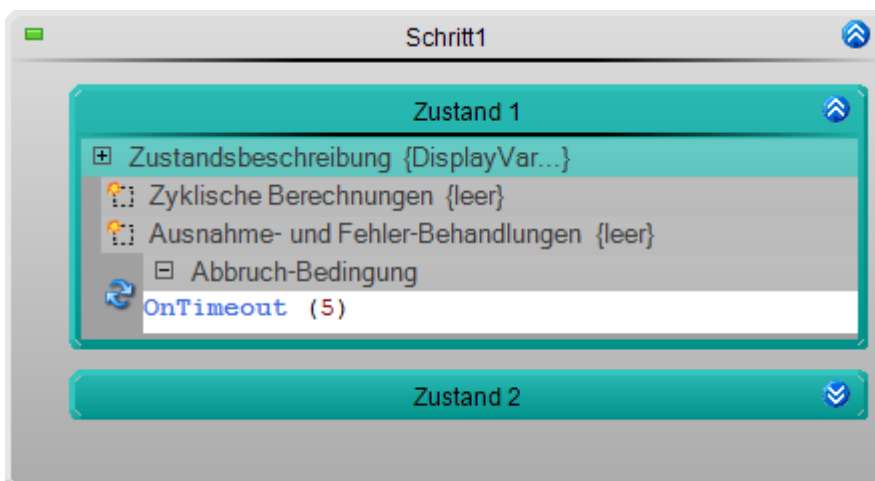 Schritt1
Zustand 1
Zustandsbeschreibung {DisplayVar...}
Zyklische Berechnungen {leer}
Ausnahme- und Fehler-Behandlungen {leer}
Abbruch-Bedingung
OnTimeout (5)
Zustand 2